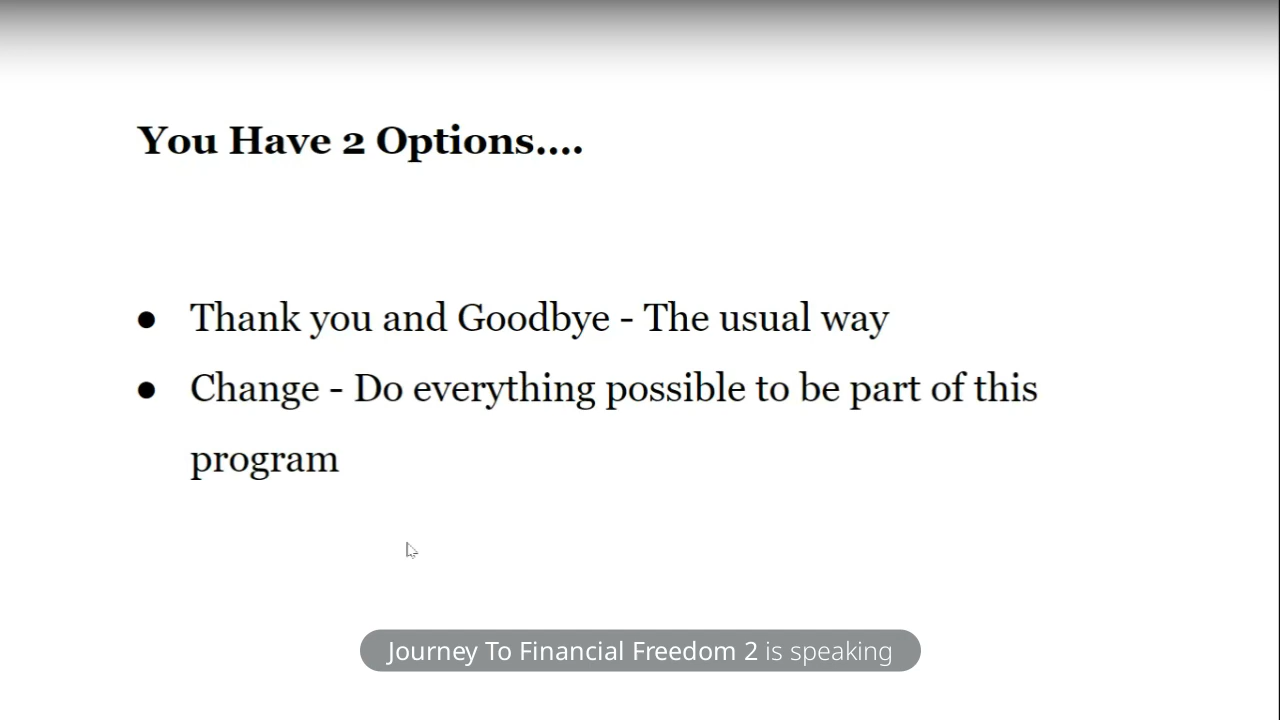 You Have 2 Options....
● Thank you and Goodbye - The usual way
● Change - Do everything possible to be part of this
program
Journey To Financial Freedom 2 is speaking